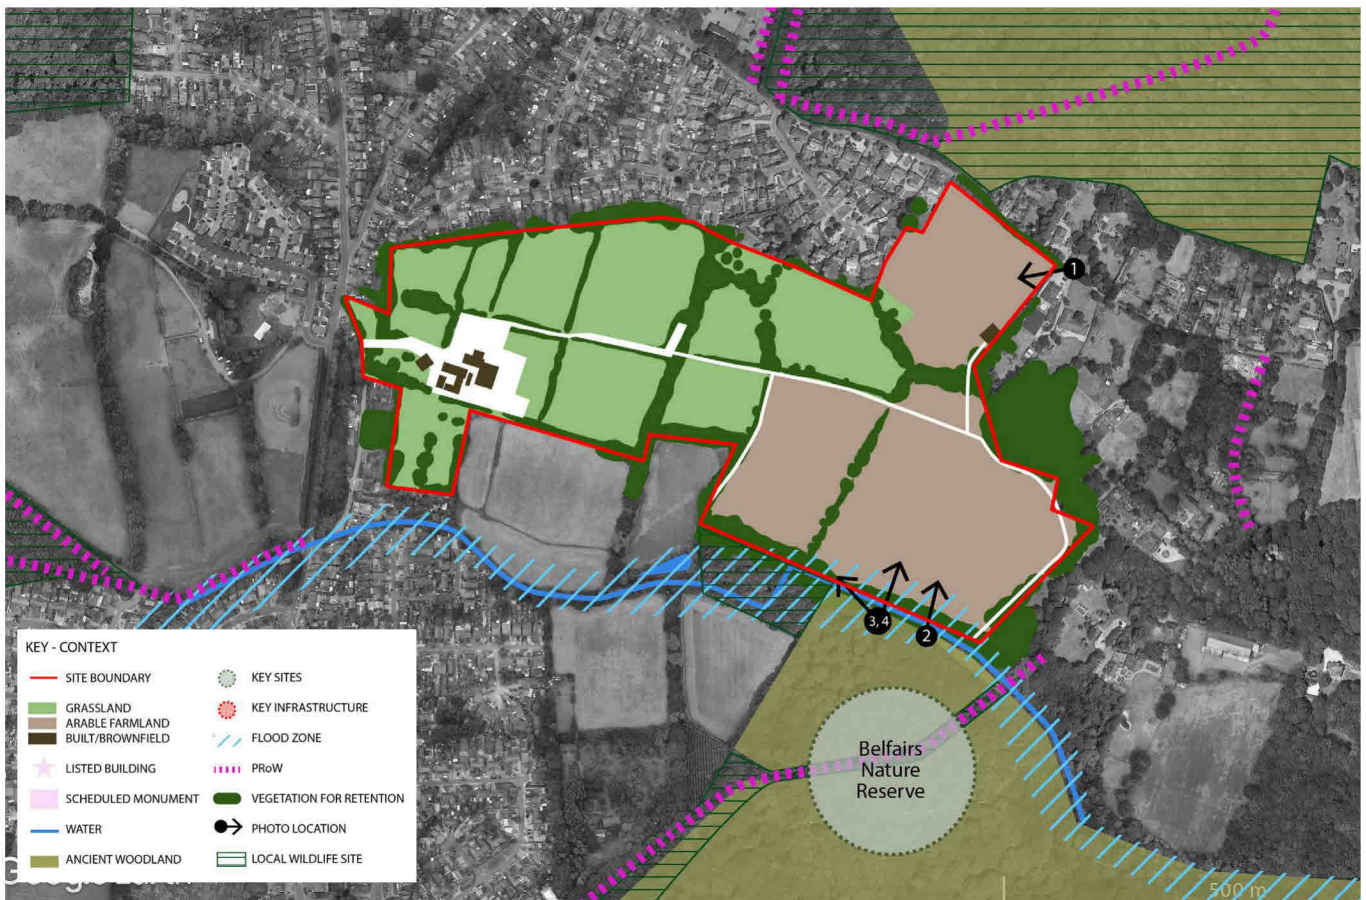 1
3, 4
2
Belfairs
Nature
Reserve
500 m
KEY - CONTEXT
SITE BOUNDARY
GRASSLAND
ARABLE FARMLAND
BUILT/BROWNFIELD
LISTED BUILDING
SCHEDULED MONUMENT
WATER
ANCIENT WOODLAND
KEY SITES
KEY INFRASTRUCTURE
FLOOD ZONE
PRoW
VEGETATION FOR RETENTION
PHOTO LOCATION
LOCAL WILDLIFE SITE